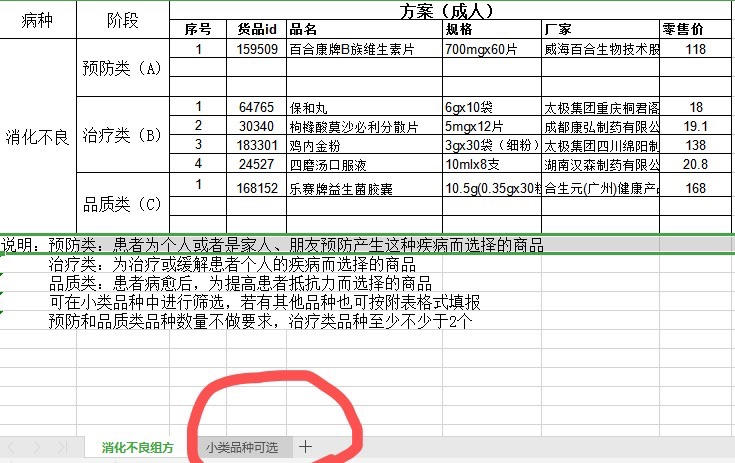 病种 阶段 方案（成人）
序号 货品id 品名 规格 厂家 零售价
消化不良
预防类（A）
1 159509 百合康牌B族维生素片 700mgx60片 威海百合生物技术股 118
治疗类（B）
1 64765 保和丸 6gx10袋 太极集团重庆桐君阁 18
2 30340 枸橼酸莫沙必利分散片 5mgx12片 成都康弘制药有限公 19.1
3 183301 鸡内金粉 3gx30袋（细粉） 太极集团四川绵阳制 138
4 24527 四磨汤口服液 10mlx8支 湖南汉森制药有限公 20.8
品质类（C）
1 168152 乐赛牌益生菌胶囊 10.5g(0.35gx30粒 合生元(广州)健康产品 168
说明：预防类：患者为个人或者是家人、朋友预防产生这种疾病而选择的商品
治疗类：为治疗或缓解患者个人的疾病而选择的商品
品质类：患者病愈后，为提高患者抵抗力而选择的商品
可在小类品种中进行筛选，若有其他品种也可按附表格式填报
预防和品质类品种数量不做要求，治疗类品种至少不少于2个
消化不良组方 小类品种可选 +